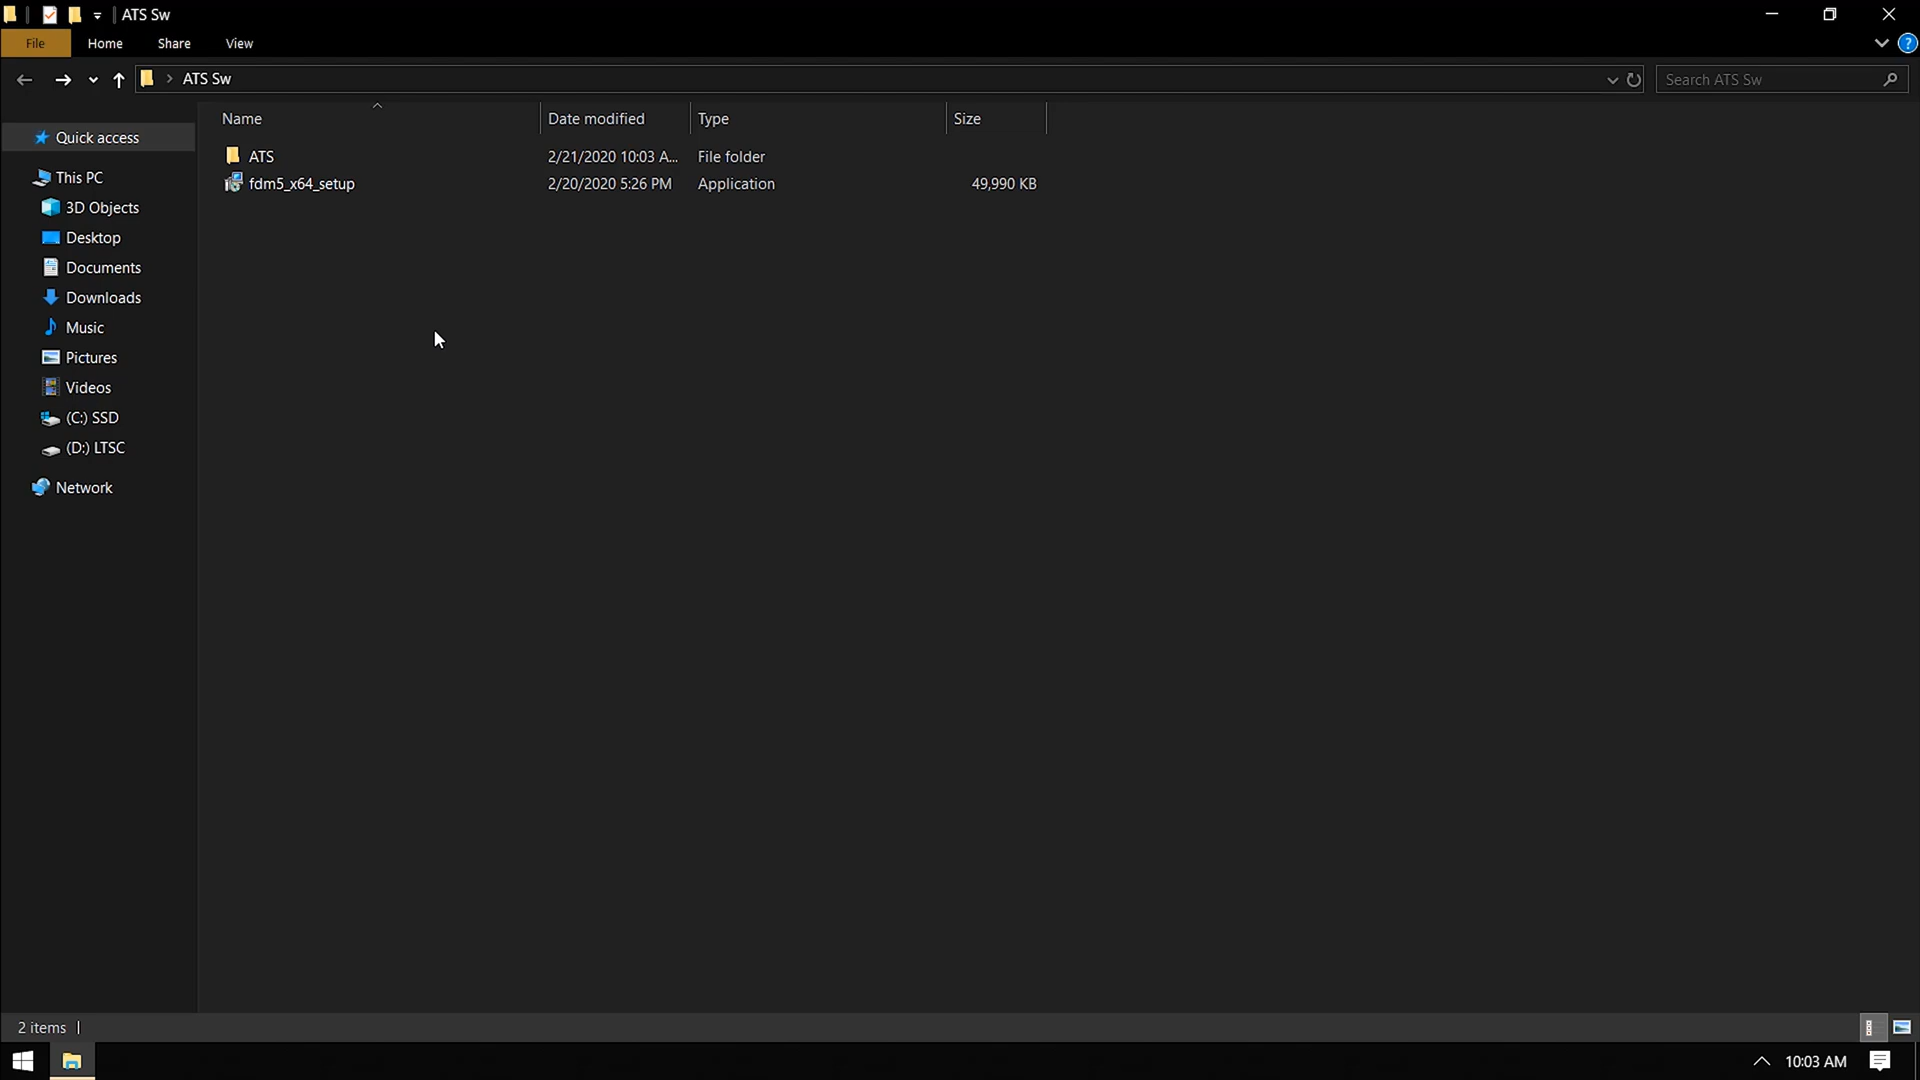 ATS Sw
File Home Share View
ATS Sw Search ATS Sw
Name Date modified Type Size
Quick access
ATS 2/21/2020 10:03 A... File folder
fdm5_x64_setup 2/20/2020 5:26 PM Application 49,990 KB
This PC
3D Objects
Desktop
Documents
Downloads
Music
Pictures
Videos
(C:) SSD
(D:) LTSC
Network
2 items
10:03 AM